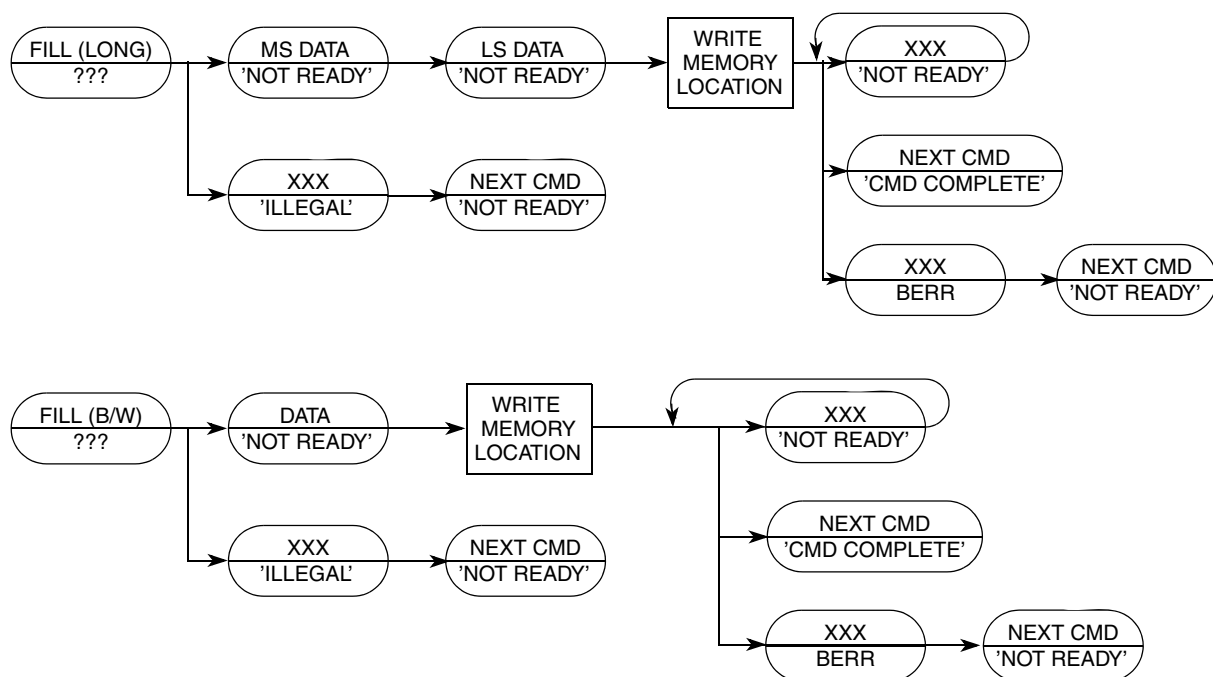 FILL (LONG)
???
MS DATA
'NOT READY'
LS DATA
'NOT READY'
WRITE
MEMORY
LOCATION
XXX
'NOT READY'
XXX
'ILLEGAL'
NEXT CMD
'NOT READY'
NEXT CMD
'CMD COMPLETE'
XXX
BERR
NEXT CMD
'NOT READY'
FILL (B/W)
???
DATA
'NOT READY'
WRITE
MEMORY
LOCATION
XXX
'NOT READY'
XXX
'ILLEGAL'
NEXT CMD
'NOT READY'
NEXT CMD
'CMD COMPLETE'
XXX
BERR
NEXT CMD
'NOT READY'